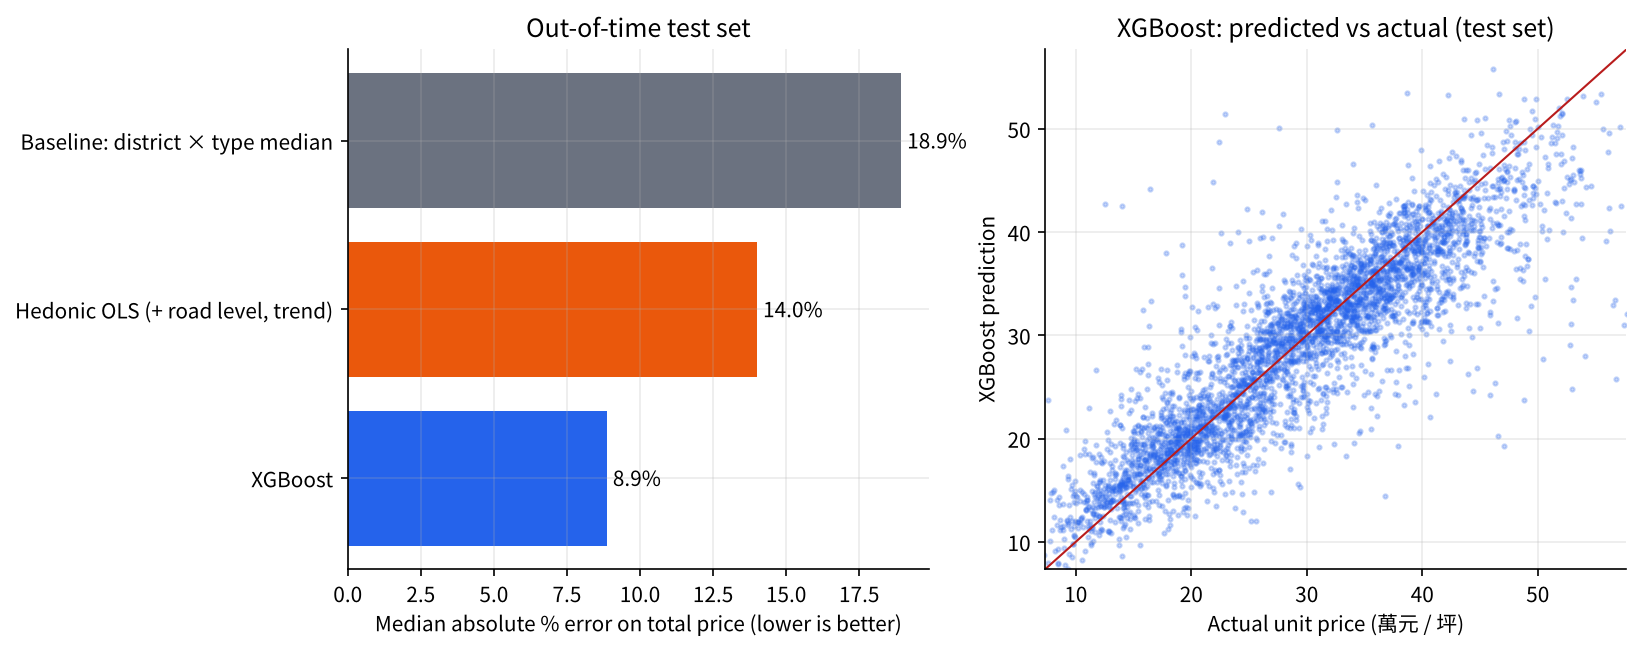 Out-of-time test set
Baseline: district × type median
Hedonic OLS (+ road level, trend)
XGBoost
18.9%
14.0%
8.9%
0.0 2.5 5.0 7.5 10.0 12.5 15.0 17.5
Median absolute % error on total price (lower is better)
XGBoost: predicted vs actual (test set)
XGBoost prediction
50
40
30
20
10
10 20 30 40 50
Actual unit price (萬元 / 坪)